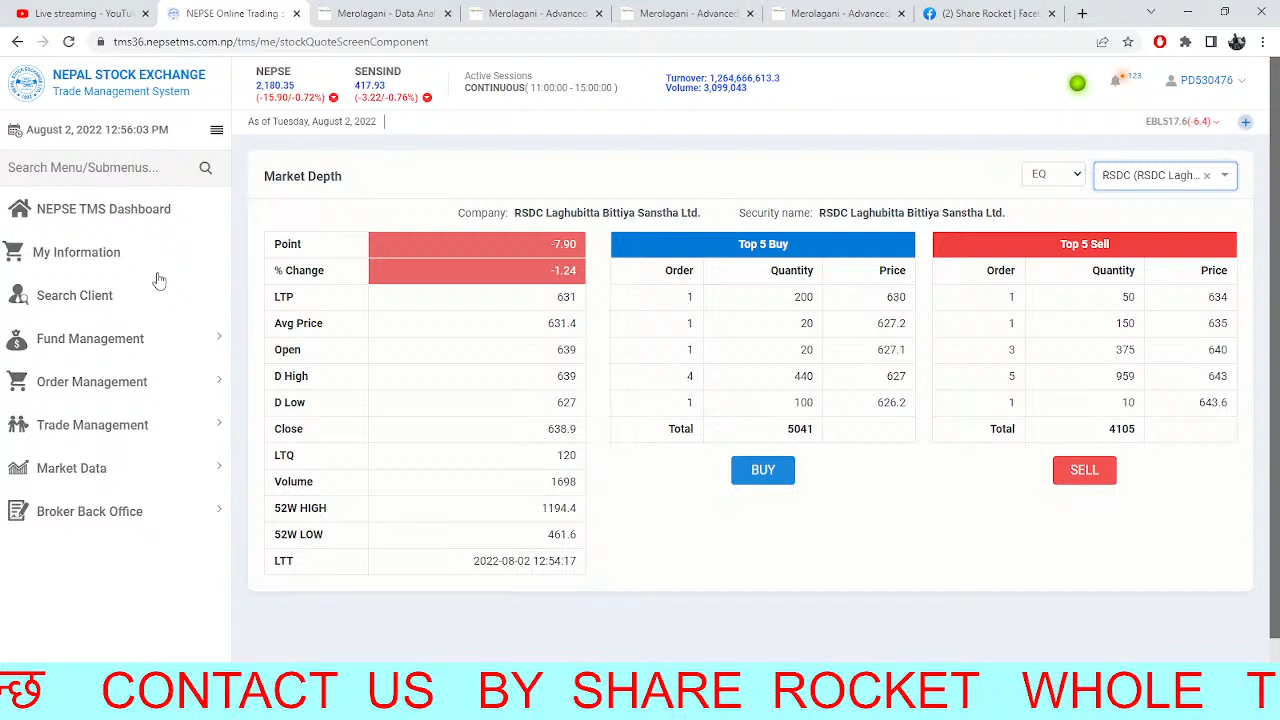 Live streaming - YouTu
NEPSE Online Trading s
Merolagani - Data Anal
Merolagani - Advanced
Merolagani - Advanced
Merolagani - Advanced
(2) Share Rocket | Face
tms36.nepsetms.com.np/tms/me/stockQuoteScreenComponent
NEPAL STOCK EXCHANGE
Trade Management System
NEPSE
2,180.35
(-15.90/-0.72%)
SENSIND
417.93
(-3.22/-0.76%)
Active Sessions
CONTINUOUS( 11:00:00 - 15:00:00 )
Turnover: 1,264,666,613.3
Volume: 3,099,043
123
PD530476
August 2, 2022 12:56:03 PM
As of Tuesday, August 2, 2022
EBL517.6(-6.4)
Search Menu/Submenus...
NEPSE TMS Dashboard
My Information
Search Client
Fund Management
Order Management
Trade Management
Market Data
Broker Back Office
Market Depth
EQ
RSDC (RSDC Lagh...
Company: RSDC Laghubitta Bittiya Sanstha Ltd. Security name: RSDC Laghubitta Bittiya Sanstha Ltd.
Point -7.90
% Change -1.24
LTP 631
Avg Price 631.4
Open 639
D High 639
D Low 627
Close 638.9
LTQ 120
Volume 1698
52W HIGH 1194.4
52W LOW 461.6
LTT 2022-08-02 12:54:17
Top 5 Buy
Order Quantity Price
1 200 630
1 20 627.2
1 20 627.1
4 440 627
1 100 626.2
Total 5041
BUY
Top 5 Sell
Order Quantity Price
1 50 634
1 150 635
3 375 640
5 959 643
1 10 643.6
Total 4105
SELL
न्छ CONTACT US BY SHARE ROCKET WHOLE T